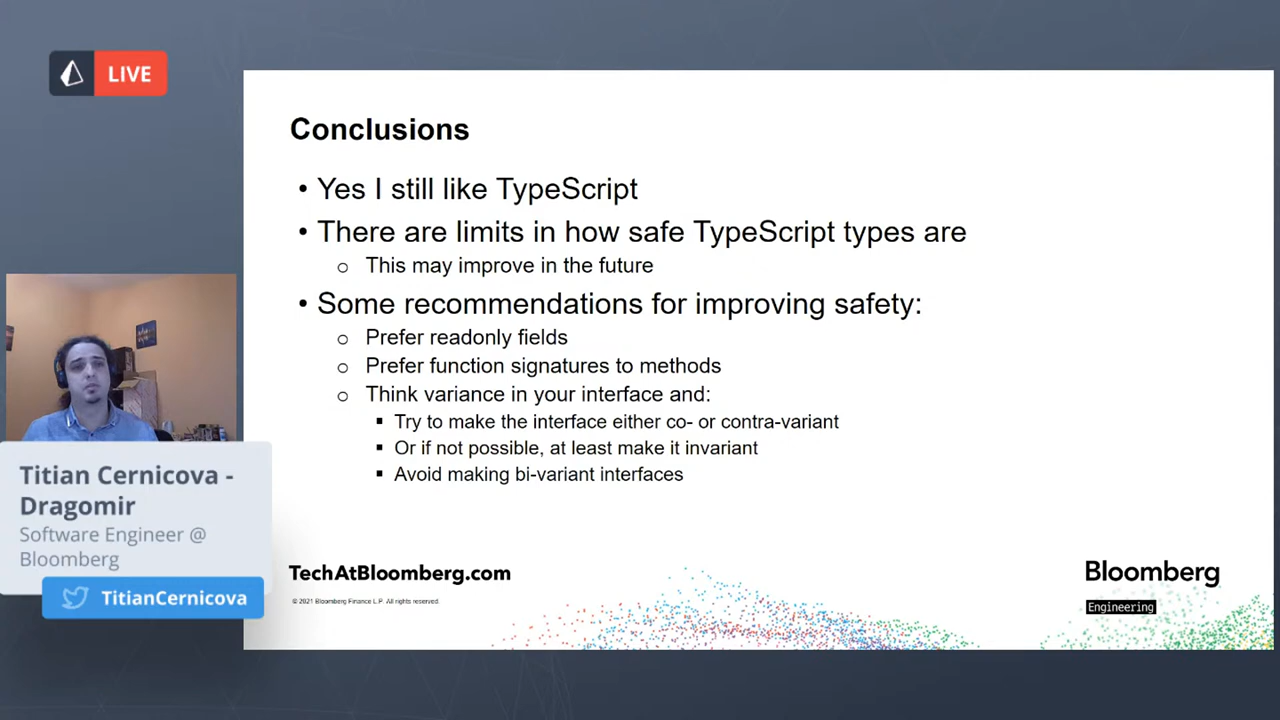 LIVE
Conclusions
• Yes I still like TypeScript
• There are limits in how safe TypeScript types are
o This may improve in the future
• Some recommendations for improving safety:
o Prefer readonly fields
o Prefer function signatures to methods
o Think variance in your interface and:
▪ Try to make the interface either co- or contra-variant
▪ Or if not possible, at least make it invariant
▪ Avoid making bi-variant interfaces
Titian Cernicova -
Dragomir
Software Engineer @
Bloomberg
TitianCernicova
TechAtBloomberg.com
© 2021 Bloomberg Finance L.P. All rights reserved.
Bloomberg
Engineering